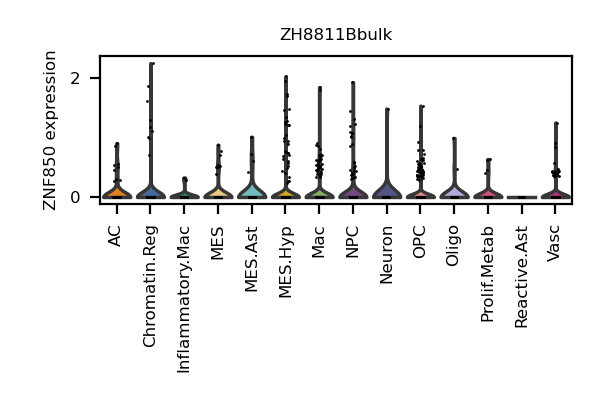 ZH8811Bbulk
ZNF850 expression
2
0
AC
Chromatin.Reg
Inflammatory.Mac
MES
MES.Ast
MES.Hyp
Mac
NPC
Neuron
OPC
Oligo
Prolif.Metab
Reactive.Ast
Vasc